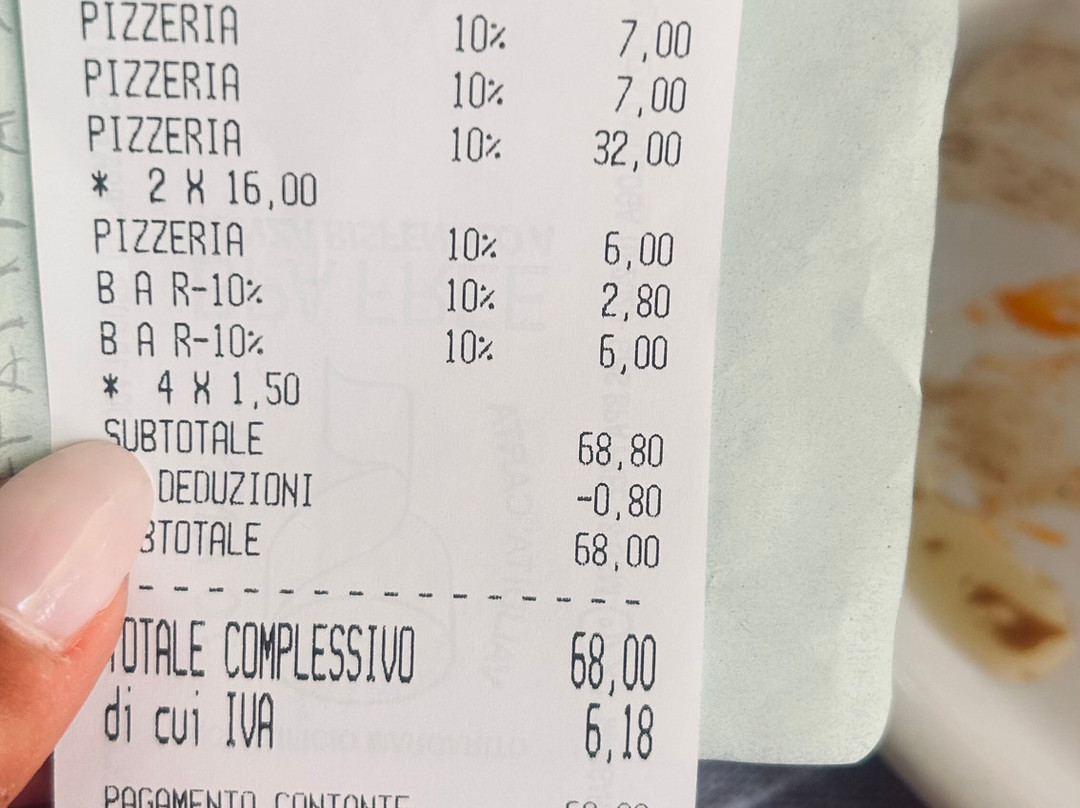 PIZZERIA 10% 7,00
PIZZERIA 10% 7,00
PIZZERIA 10% 32,00
* 2 X 16,00
PIZZERIA 10% 6,00
B A R-10% 10% 2,80
B A R-10% 10% 6,00
* 4 X 1,50
SUBTOTALE 68,80
DEDUZIONI -0,80
BTOTALE 68,00
OTALE COMPLESSIVO 68,00
di cui IVA 6,18
PAGAMENTO CONTANTE